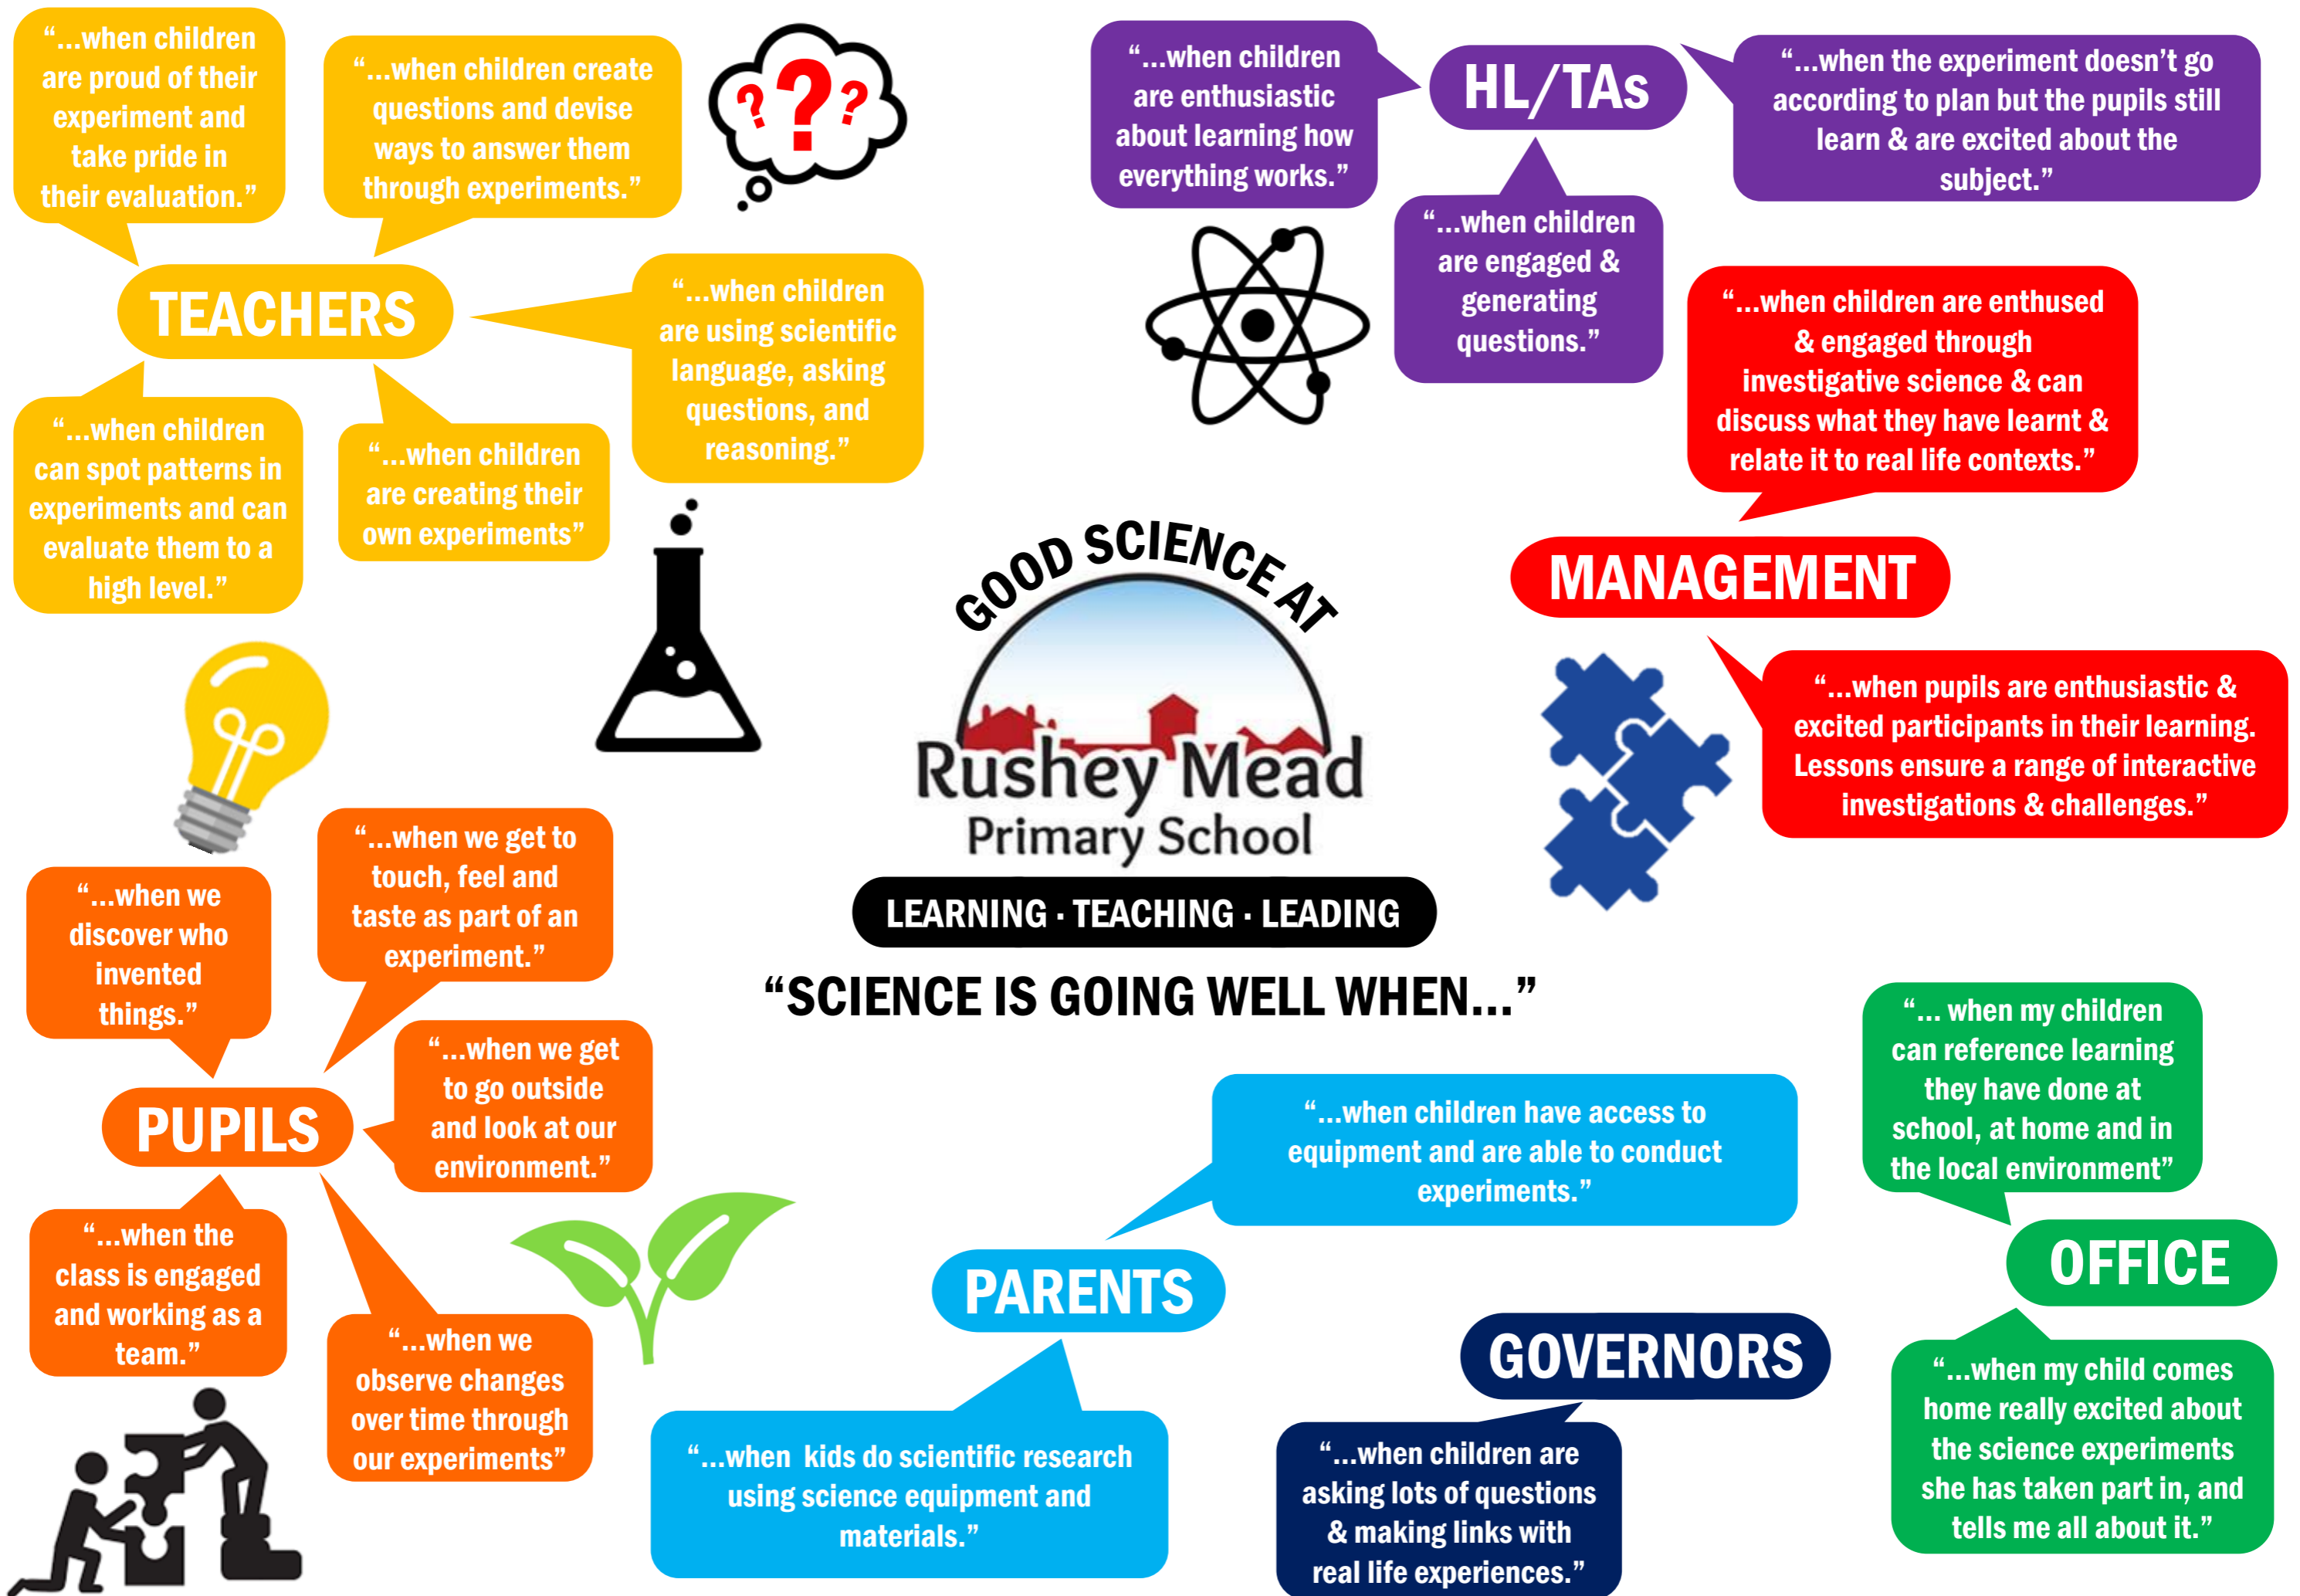 “...when children
are proud of their
experiment and
take pride in
their evaluation.”
“...when children create
questions and devise
ways to answer them
through experiments.”
? ? ?
TEACHERS
“...when children
are using scientific
language, asking
questions, and
reasoning.”
“...when children
can spot patterns in
experiments and can
evaluate them to a
high level.”
“...when children
are creating their
own experiments”
“...when children
are enthusiastic
about learning how
everything works.”
HL/TAs
“...when the experiment doesn’t go
according to plan but the pupils still
learn & are excited about the
subject.”
“...when children
are engaged &
generating
questions.”
“...when children are enthused
& engaged through
investigative science & can
discuss what they have learnt &
relate it to real life contexts.”
MANAGEMENT
“...when pupils are enthusiastic &
excited participants in their learning.
Lessons ensure a range of interactive
investigations & challenges.”
GOOD SCIENCE AT
Rushey Mead
Primary School
LEARNING · TEACHING · LEADING
“SCIENCE IS GOING WELL WHEN...”
“...when we
discover who
invented
things.”
“...when we get to
touch, feel and
taste as part of an
experiment.”
PUPILS
“...when we get
to go outside
and look at our
environment.”
“...when the
class is engaged
and working as a
team.”
“...when we
observe changes
over time through
our experiments”
“...when children have access to
equipment and are able to conduct
experiments.”
PARENTS
“...when  kids do scientific research
using science equipment and
materials.”
GOVERNORS
“...when children are
asking lots of questions
& making links with
real life experiences.”
“... when my children
can reference learning
they have done at
school, at home and in
the local environment”
OFFICE
“...when my child comes
home really excited about
the science experiments
she has taken part in, and
tells me all about it.”